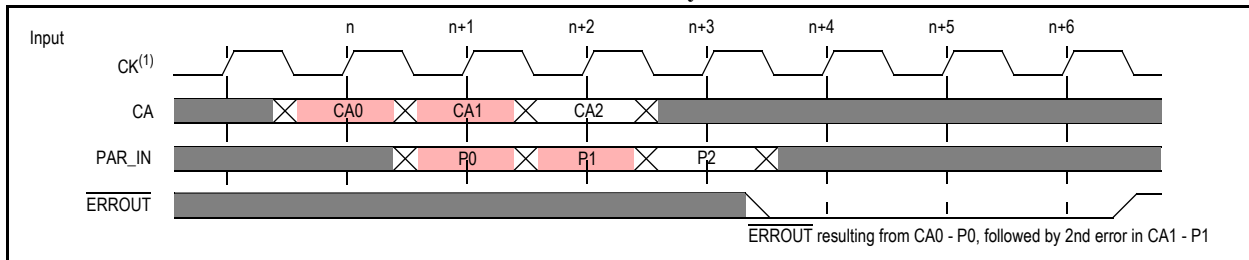 n n+1 n+2 n+3 n+4 n+5 n+6
Input
CK(1)
CA CA0 CA1 CA2
PAR_IN P0 P1 P2
ERROUT
ERROUT resulting from CA0 - P0, followed by 2nd error in CA1 - P1